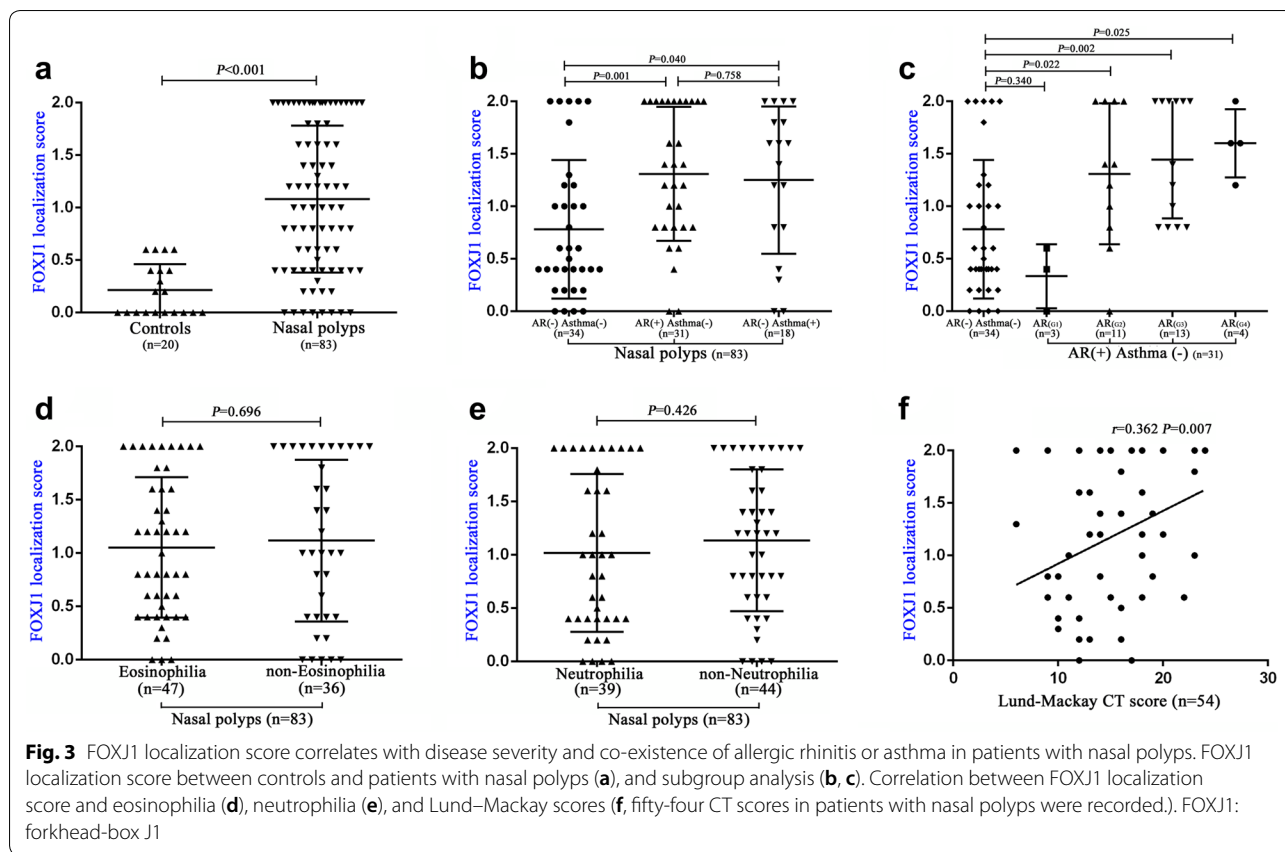 a
P<0.001
FOXJ1 localization score
2.0
1.5
1.0
0.5
0.0
Controls
(n=20)
Nasal polyps
(n=83)
b
P=0.040
P=0.001
P=0.758
FOXJ1 localization score
2.0
1.5
1.0
0.5
0.0
AR(-) Asthma(-)
(n=34)
AR(+) Asthma(-)
(n=31)
AR(-) Asthma(+)
(n=18)
Nasal polyps (n=83)
c
P=0.025
P=0.002
P=0.022
P=0.340
FOXJ1 localization score
2.0
1.5
1.0
0.5
0.0
AR(-) Asthma(-)
(n=34)
AR(G1)
(n=3)
AR(G2)
(n=11)
AR(G3)
(n=13)
AR(G4)
(n=4)
AR(+) Asthma (-) (n=31)
d
P=0.696
FOXJ1 localization score
2.0
1.5
1.0
0.5
0.0
Eosinophilia
(n=47)
non-Eosinophilia
(n=36)
Nasal polyps (n=83)
e
P=0.426
FOXJ1 localization score
2.0
1.5
1.0
0.5
0.0
Neutrophilia
(n=39)
non-Neutrophilia
(n=44)
Nasal polyps (n=83)
f
r=0.362 P=0.007
FOXJ1 localization score
2.0
1.5
1.0
0.5
0.0
0 10 20 30
Lund-Mackay CT score (n=54)
Fig. 3 FOXJ1 localization score correlates with disease severity and co-existence of allergic rhinitis or asthma in patients with nasal polyps. FOXJ1
localization score between controls and patients with nasal polyps (a), and subgroup analysis (b, c). Correlation between FOXJ1 localization
score and eosinophilia (d), neutrophilia (e), and Lund–Mackay scores (f, fifty-four CT scores in patients with nasal polyps were recorded.). FOXJ1:
forkhead-box J1